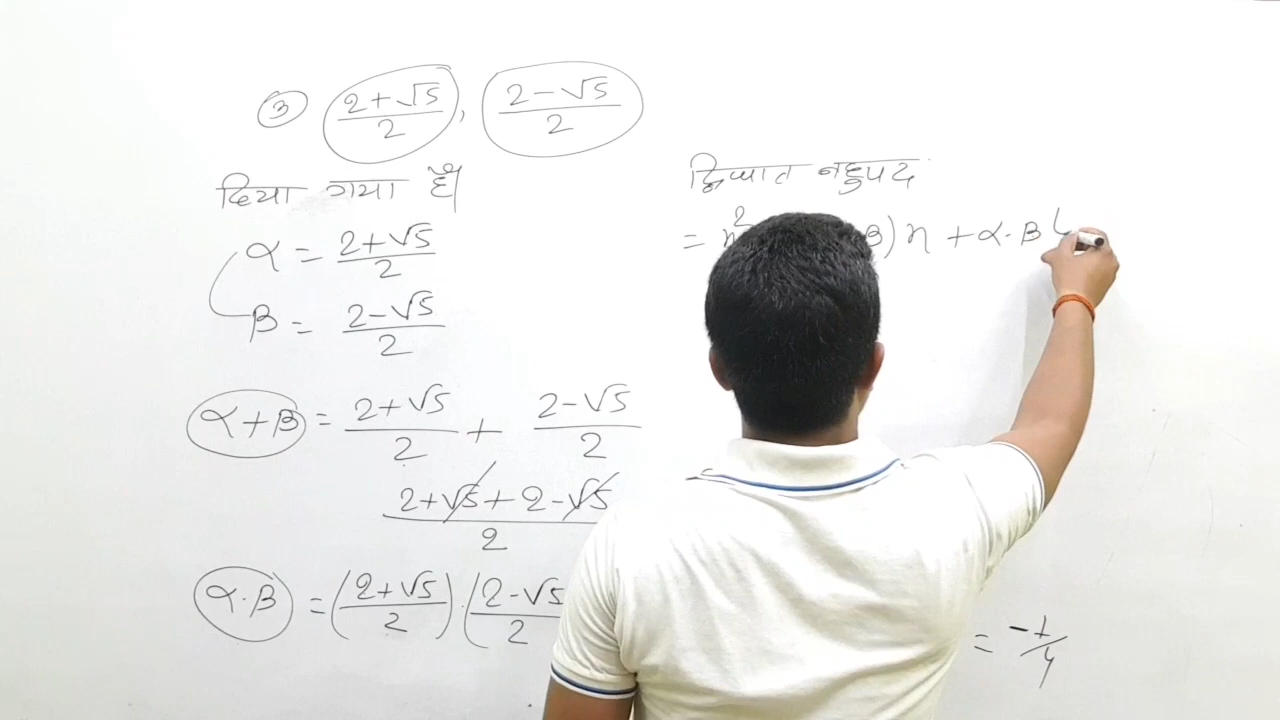 ③ (2+√5)/2, (2-√5)/2
दिया गया है।
α = (2+√5)/2
β = (2-√5)/2
α+β = (2+√5)/2 + (2-√5)/2
(2+√5+2-√5)/2
α.β = ((2+√5)/2).((2-√5)/2
= -1/4
द्विघात बहुपद
= x² β)x + α.β